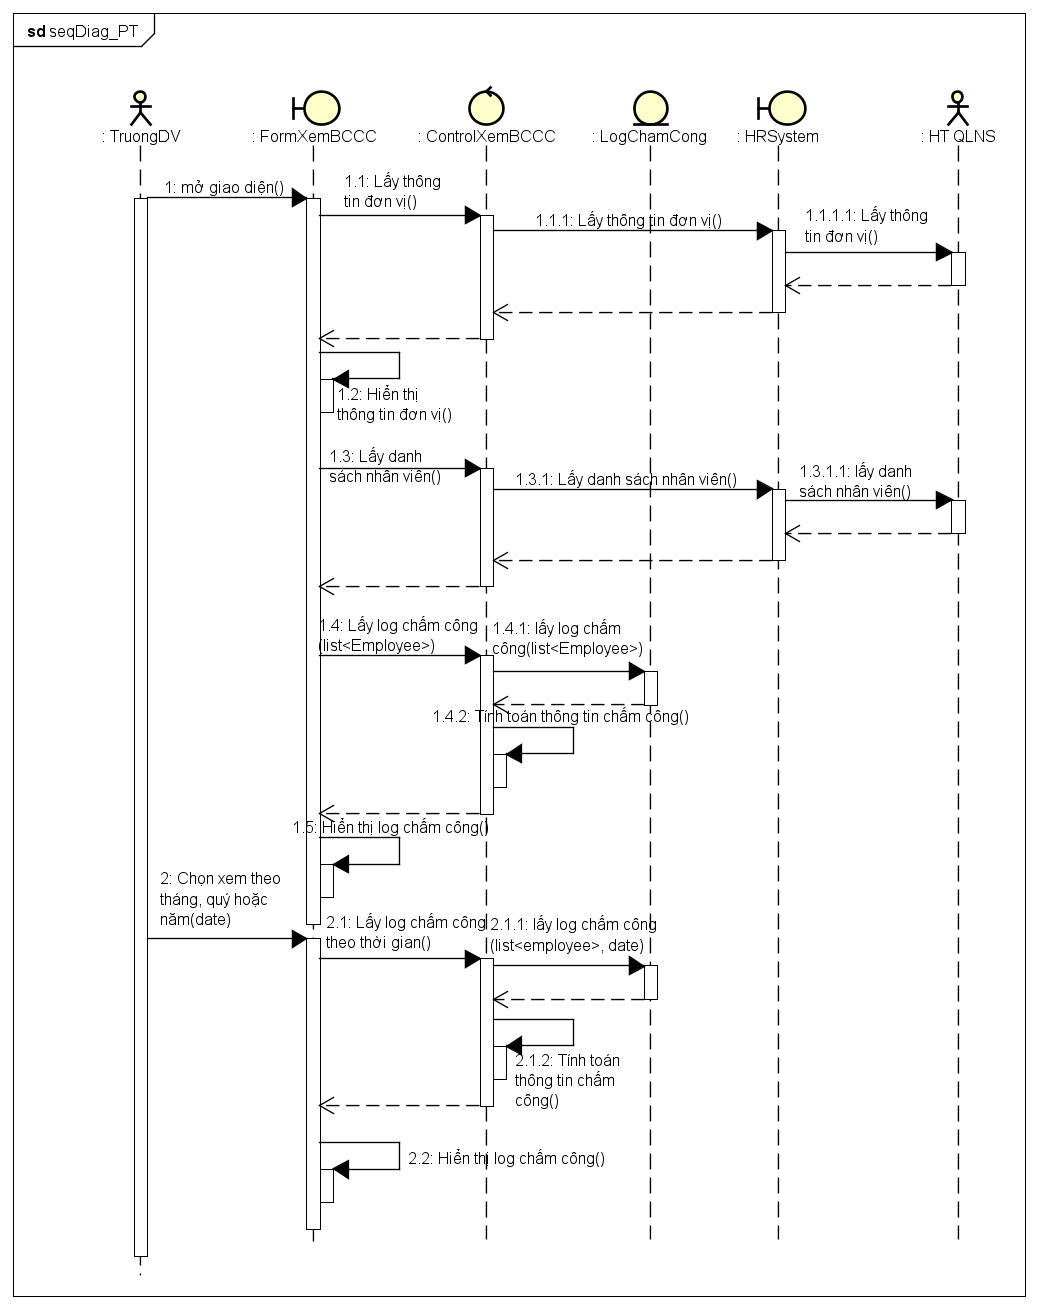 sd seqDiag_PT
: TruongDV
: FormXemBCCC
: ControlXemBCCC
: LogChamCong
: HRSystem
: HT QLNS
1: mở giao diện()
1.1: Lấy thông
tin đơn vị()
1.1.1: Lấy thông tin đơn vị()
1.1.1.1: Lấy thông
tin đơn vị()
1.2: Hiển thị
thông tin đơn vị()
1.3: Lấy danh
sách nhân viên()
1.3.1: Lấy danh sách nhân viên()
1.3.1.1: lấy danh
sách nhân viên()
1.4: Lấy log chấm công
(list<Employee>)
1.4.1: lấy log chấm
công(list<Employee>)
1.4.2: Tính toán thông tin chấm công()
1.5: Hiển thị log chấm công()
2: Chọn xem theo
tháng, quý hoặc
năm(date)
2.1: Lấy log chấm công
theo thời gian()
2.1.1: lấy log chấm công
(list<employee>, date)
2.1.2: Tính toán
thông tin chấm
công()
2.2: Hiển thị log chấm công()